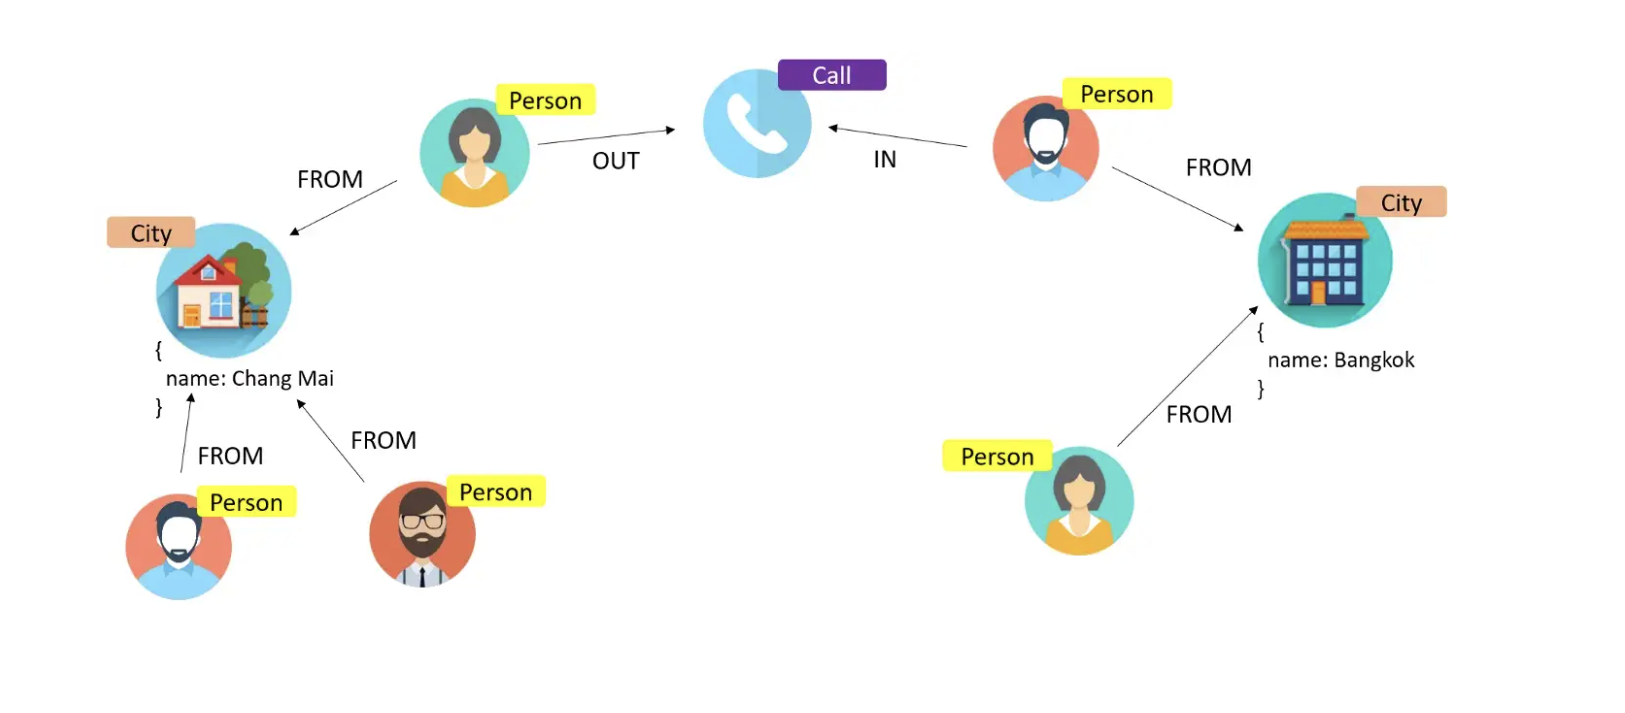 Call
Person
Person
OUT
IN
FROM
FROM
City
City
{
name: Chang Mai
}
{
name: Bangkok
}
FROM
FROM
FROM
Person
Person
Person